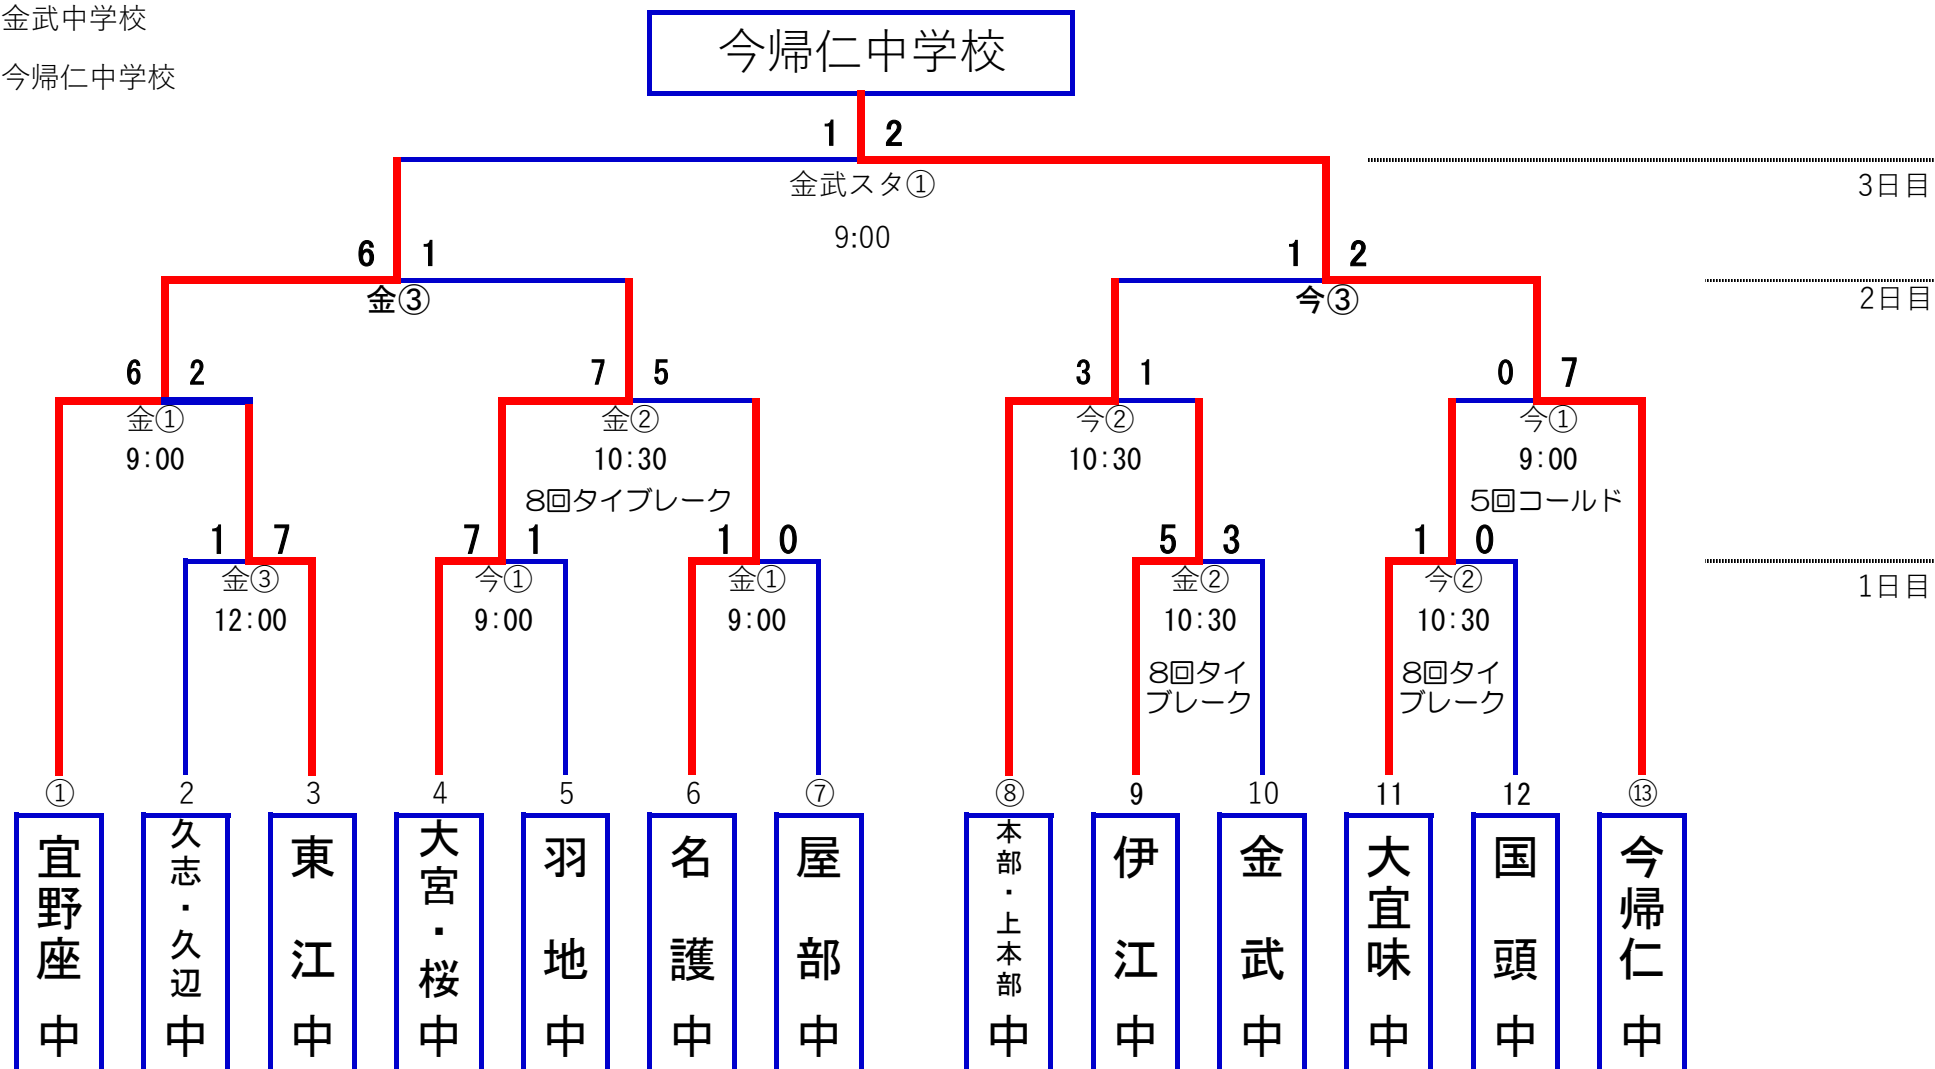 金武中学校
今帰仁中学校
今帰仁中学校
1 2
金武スタ①
3日目
9:00
6 1
1 2
金③
今③
2日目
6 2
7 5
3 1
0 7
金①
金②
今②
今①
9:00
10:30
10:30
9:00
8回タイブレーク
5回コールド
1 7
7 1
1 0
5 3
1 0
金③
今①
金①
金②
今②
1日目
12:00
9:00
9:00
10:30
10:30
8回タイ
ブレーク
8回タイ
ブレーク
① 2 3 4 5 6 ⑦ ⑧ 9 10 11 12 ⑬
宜野座中
久志・久辺中
東江中
大宮・桜中
羽地中
名護中
屋部中
本部・上本部中
伊江中
金武中
大宜味中
国頭中
今帰仁中